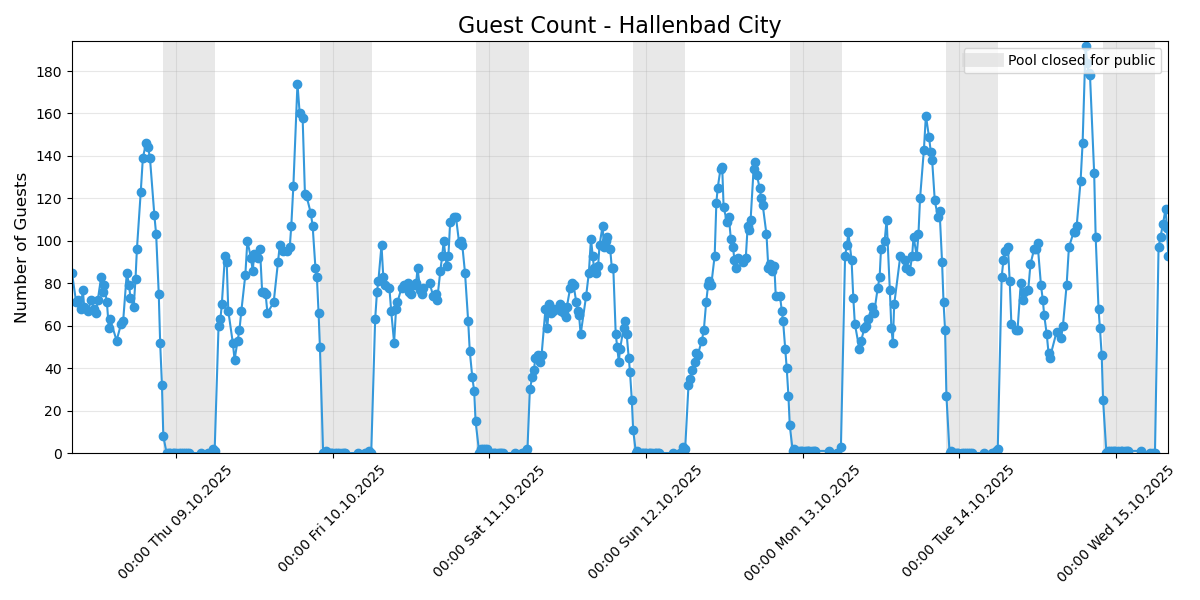 Guest Count - Hallenbad City
Pool closed for public
Number of Guests
180
160
140
120
100
80
60
40
20
0
00:00 Thu 09.10.2025
00:00 Fri 10.10.2025
00:00 Sat 11.10.2025
00:00 Sun 12.10.2025
00:00 Mon 13.10.2025
00:00 Tue 14.10.2025
00:00 Wed 15.10.2025